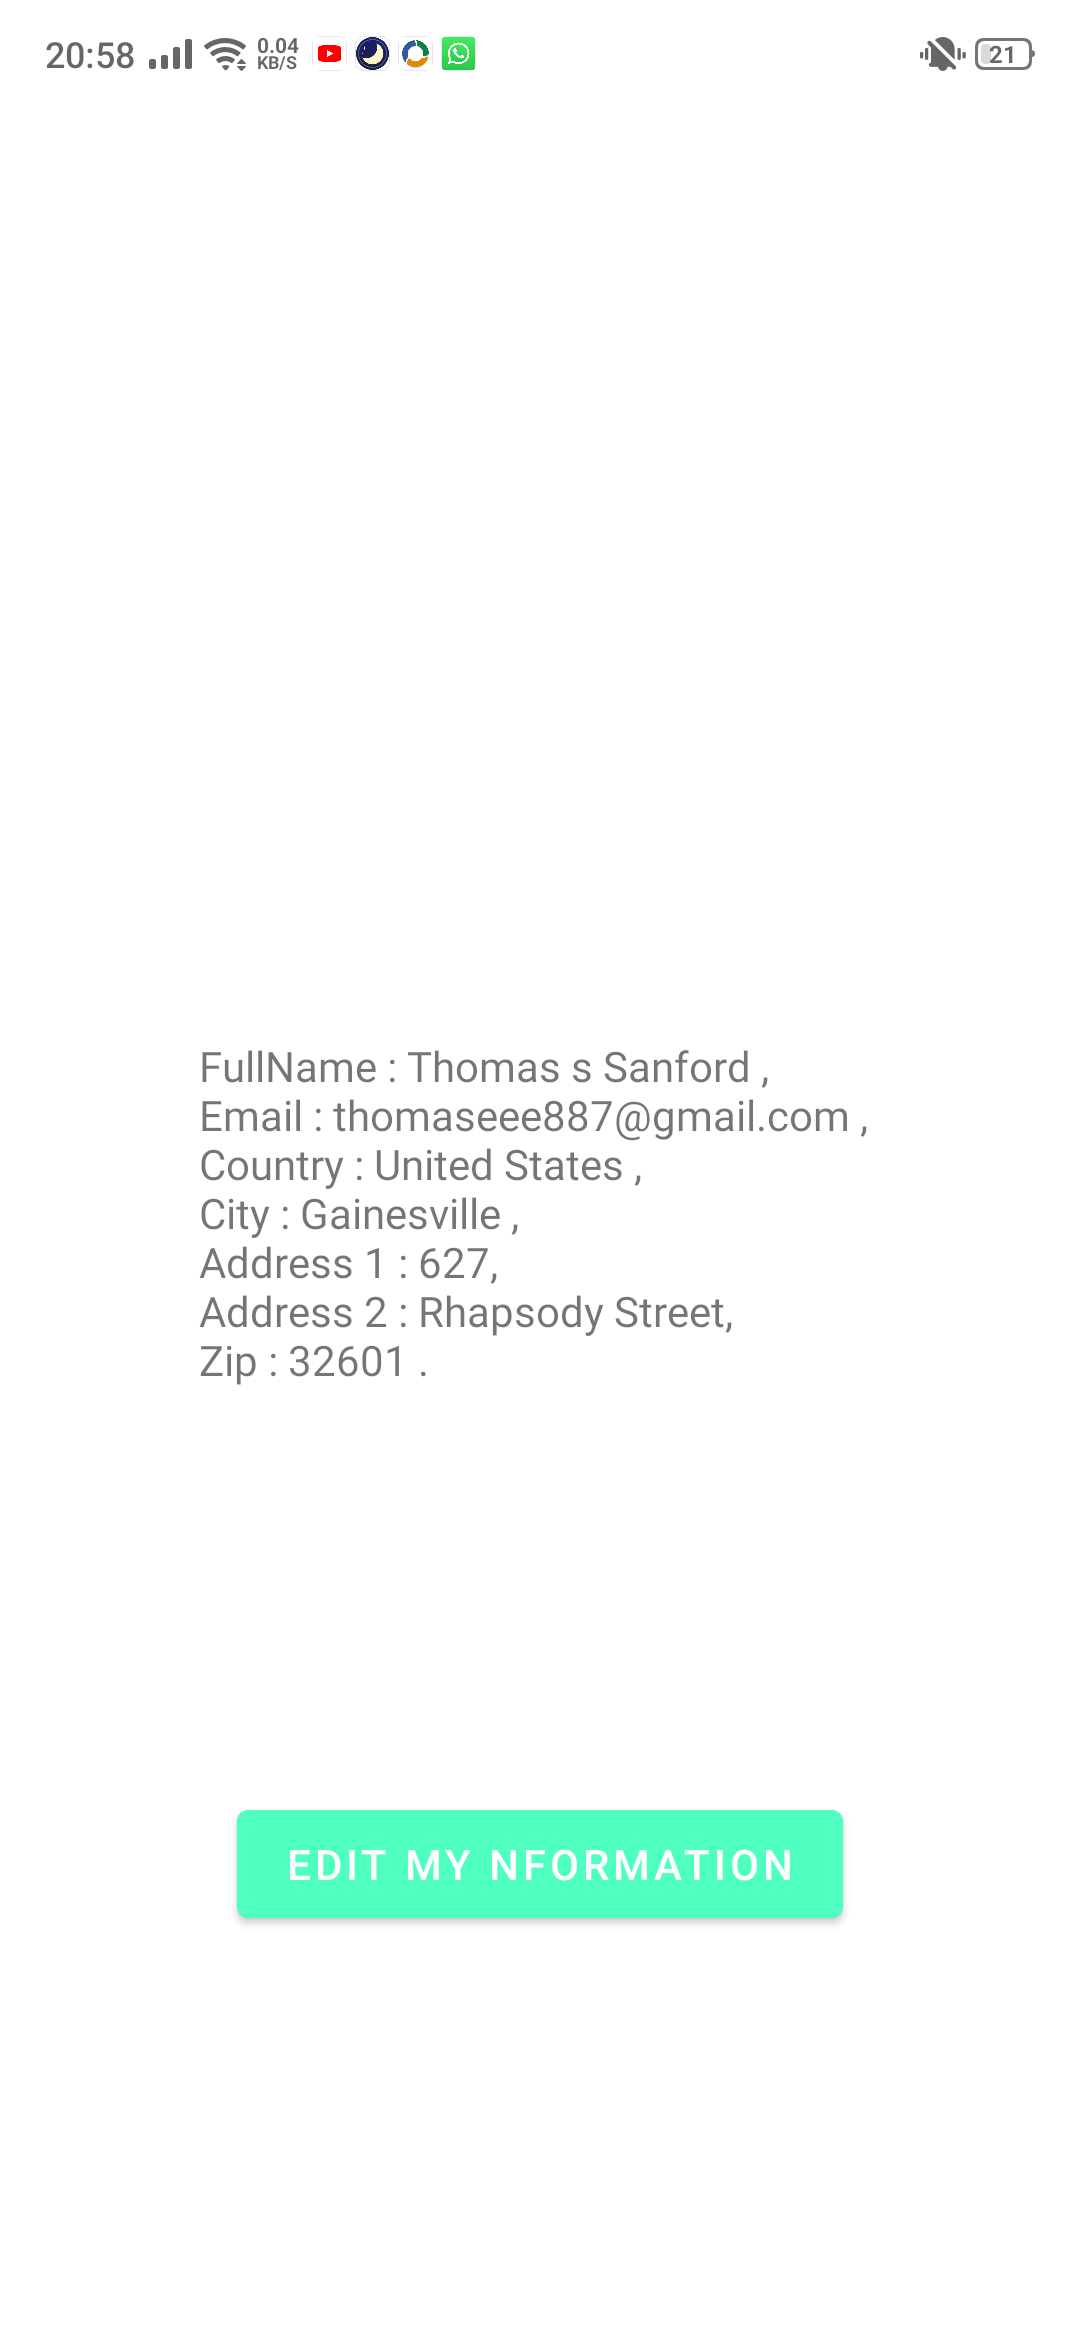 20:58 0.04 KB/S 21
FullName : Thomas s Sanford ,
Email : thomaseee887@gmail.com ,
Country : United States ,
City : Gainesville ,
Address 1 : 627,
Address 2 : Rhapsody Street,
Zip : 32601 .
EDIT MY NFORMATION